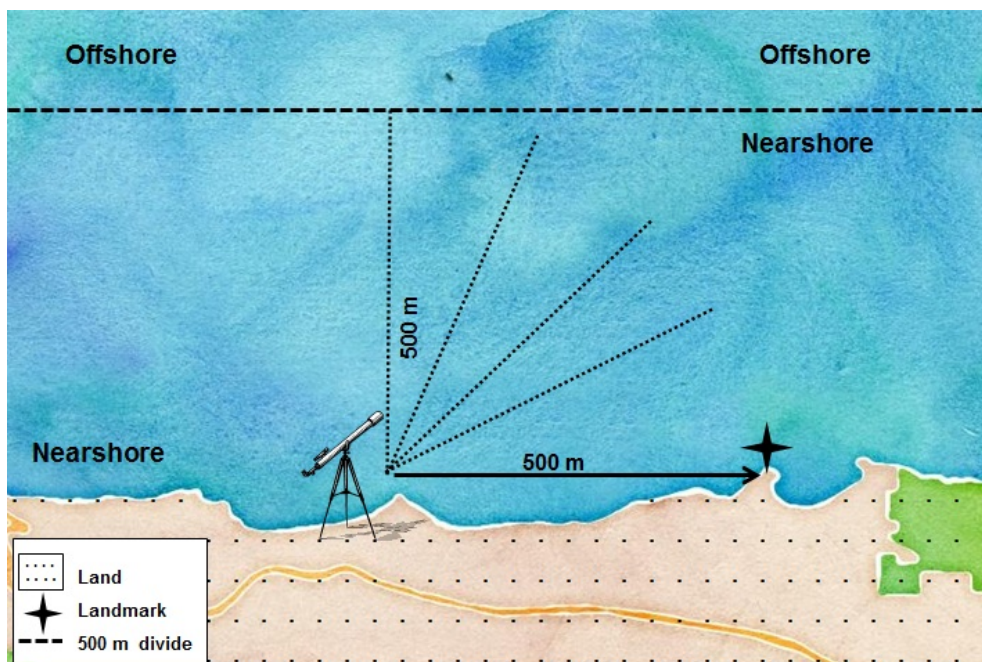 Offshore
Offshore
Nearshore
500 m
Nearshore
500 m
Land
Landmark
500 m divide